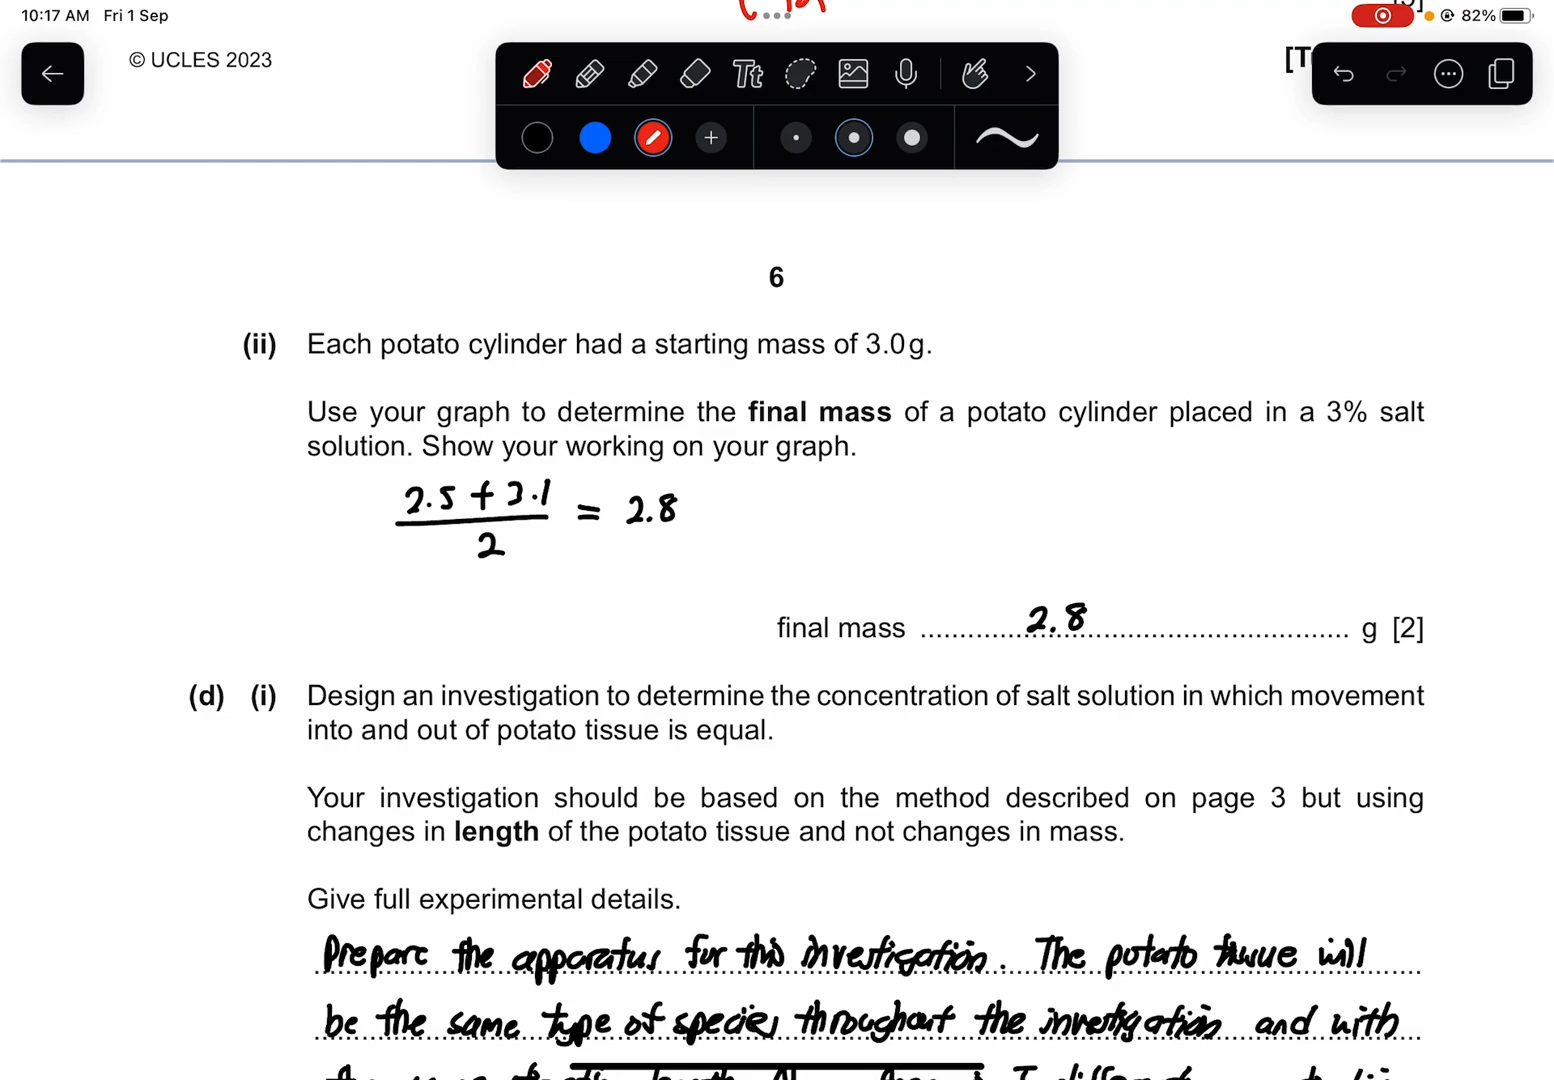 10:17 AM Fri 1 Sep
82%
© UCLES 2023
[T
Tt
6
(ii) Each potato cylinder had a starting mass of 3.0 g.
Use your graph to determine the final mass of a potato cylinder placed in a 3% salt
solution. Show your working on your graph.
2.5 + 3.1
= 2.8
2
final mass 2.8 g [2]
(d) (i) Design an investigation to determine the concentration of salt solution in which movement
into and out of potato tissue is equal.
Your investigation should be based on the method described on page 3 but using
changes in length of the potato tissue and not changes in mass.
Give full experimental details.
Prepare the apparatus for this investigation. The potato tissue will
be the same type of species throughout the investigation and with